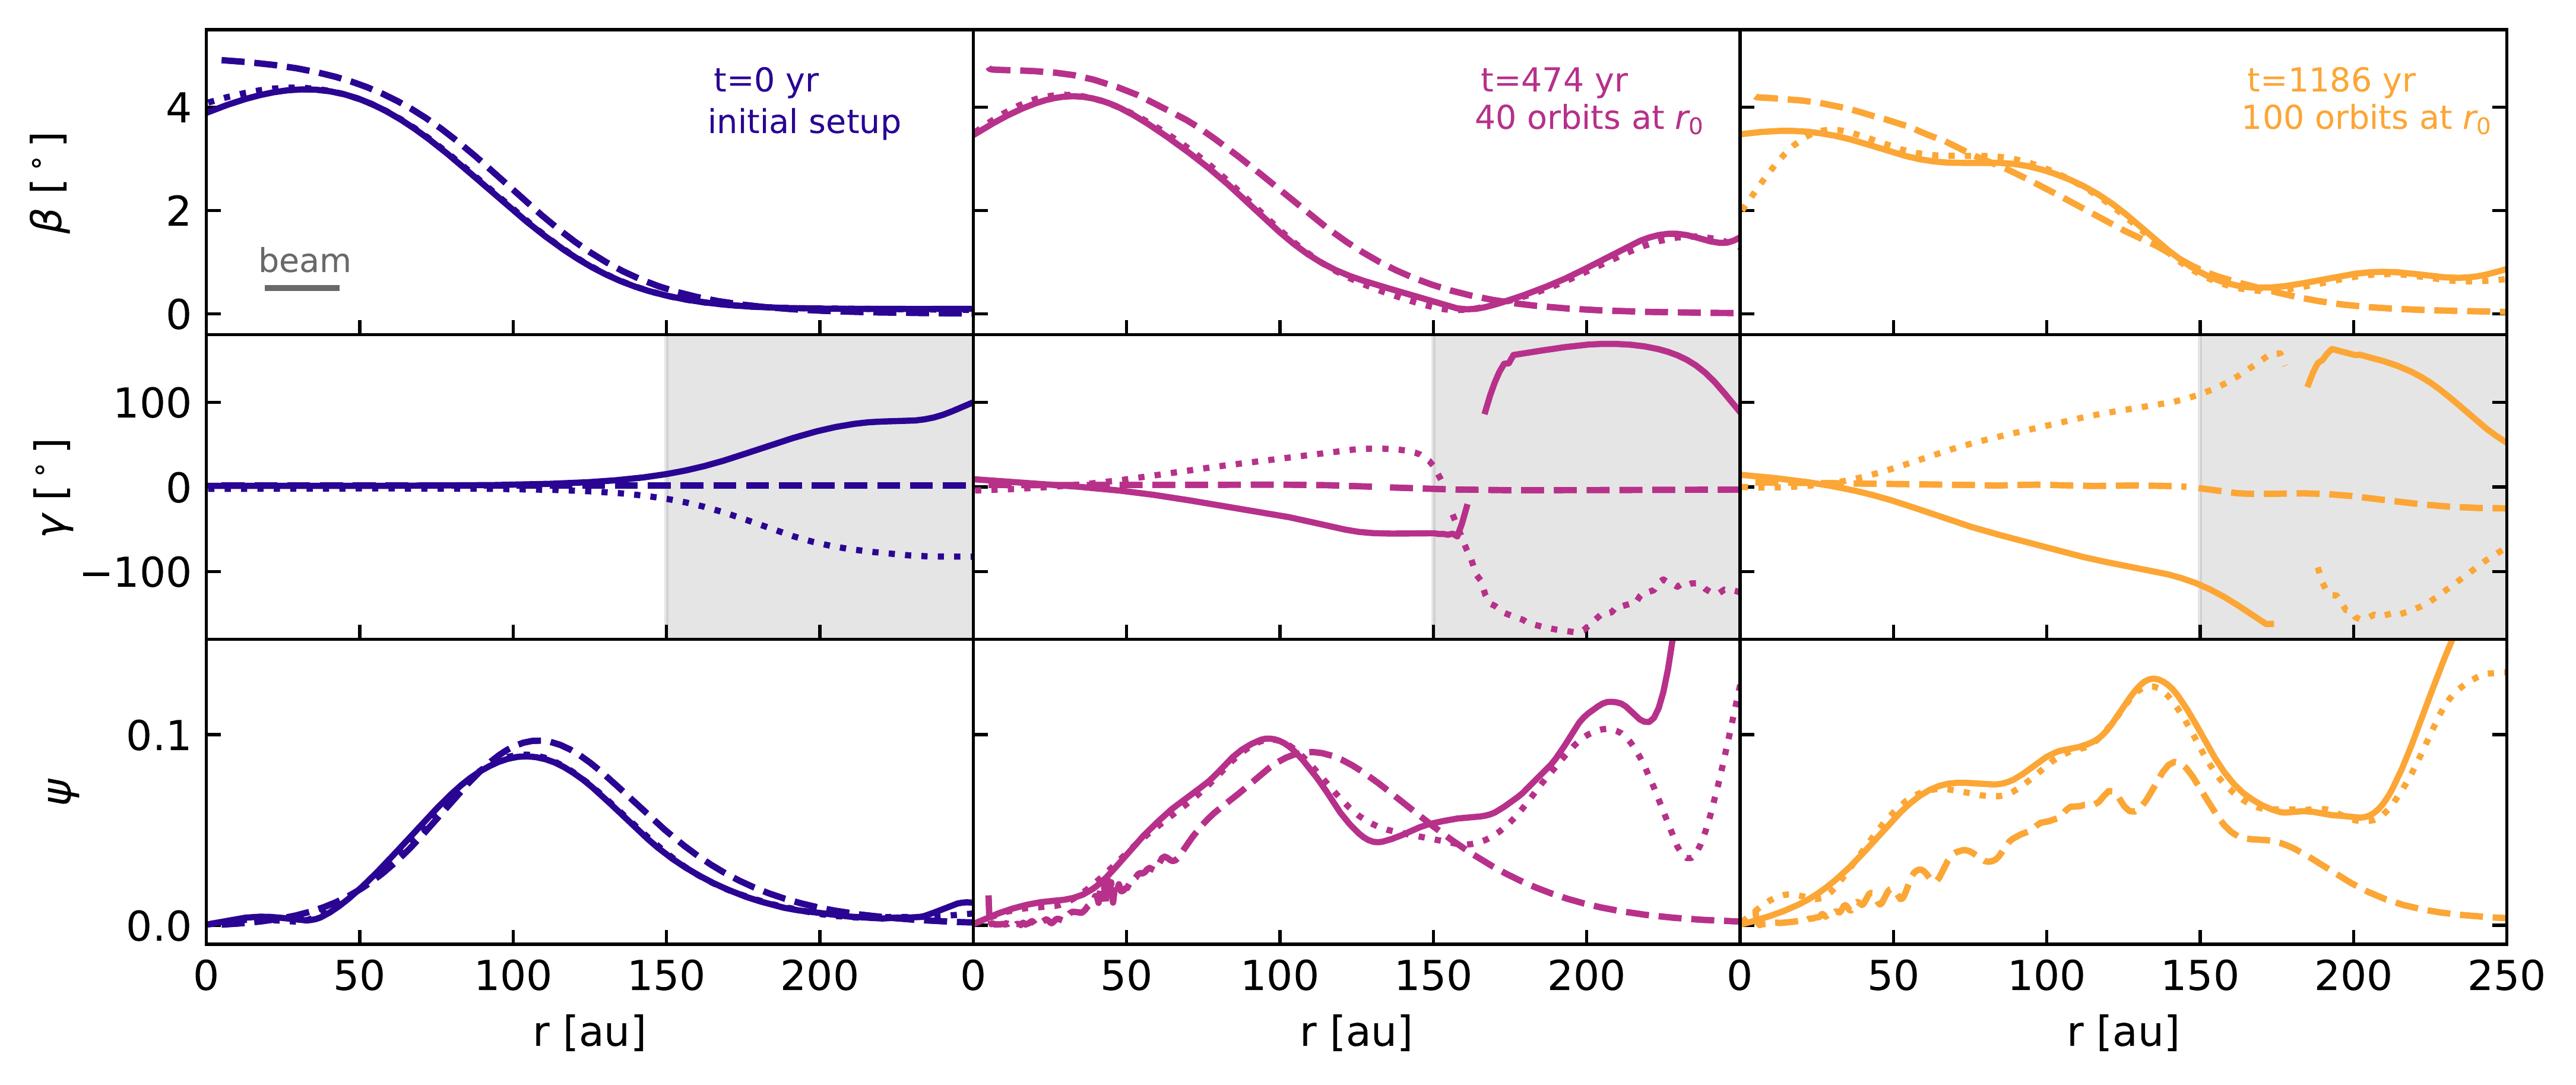 t=0 yr
initial setup
t=474 yr
40 orbits at r₀
t=1186 yr
100 orbits at r₀
β [°]
4
2
0
beam
γ [°]
100
0
−100
ψ
0.1
0.0
0 50 100 150 200 0 50 100 150 200 0 50 100 150 200 250
r [au] r [au] r [au]